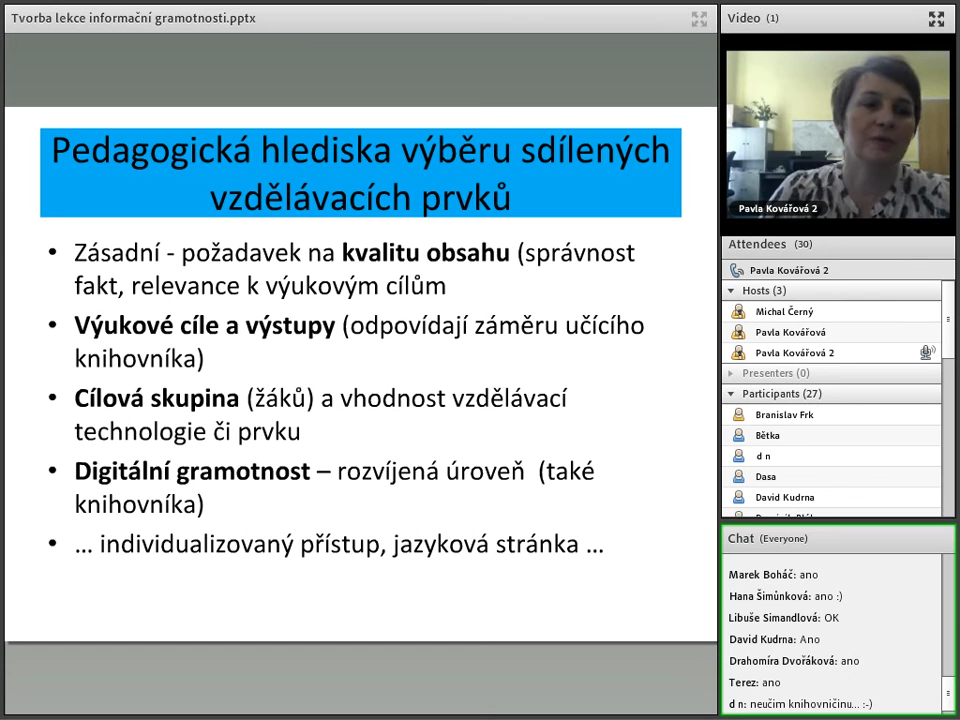 Tvorba lekce informační gramotnosti.pptx
Pedagogická hlediska výběru sdílených
vzdělávacích prvků
• Zásadní - požadavek na kvalitu obsahu (správnost
fakt, relevance k výukovým cílům
• Výukové cíle a výstupy (odpovídají záměru učícího
knihovníka)
• Cílová skupina (žáků) a vhodnost vzdělávací
technologie či prvku
• Digitální gramotnost – rozvíjená úroveň (také
knihovníka)
• ... individualizovaný přístup, jazyková stránka ...
Video (1)
Pavla Kovářová 2
Attendees (30)
Pavla Kovářová 2
Hosts (3)
Michal Černý
Pavla Kovářová
Pavla Kovářová 2
Presenters (0)
Participants (27)
Branislav Frk
Bětka
d n
Dasa
David Kudrna
Chat (Everyone)
Marek Boháč: ano
Hana Šimůnková: ano :)
Libuše Simandlová: OK
David Kudrna: Ano
Drahomíra Dvořáková: ano
Terez: ano
d n: neučim knihovničinu... :-)